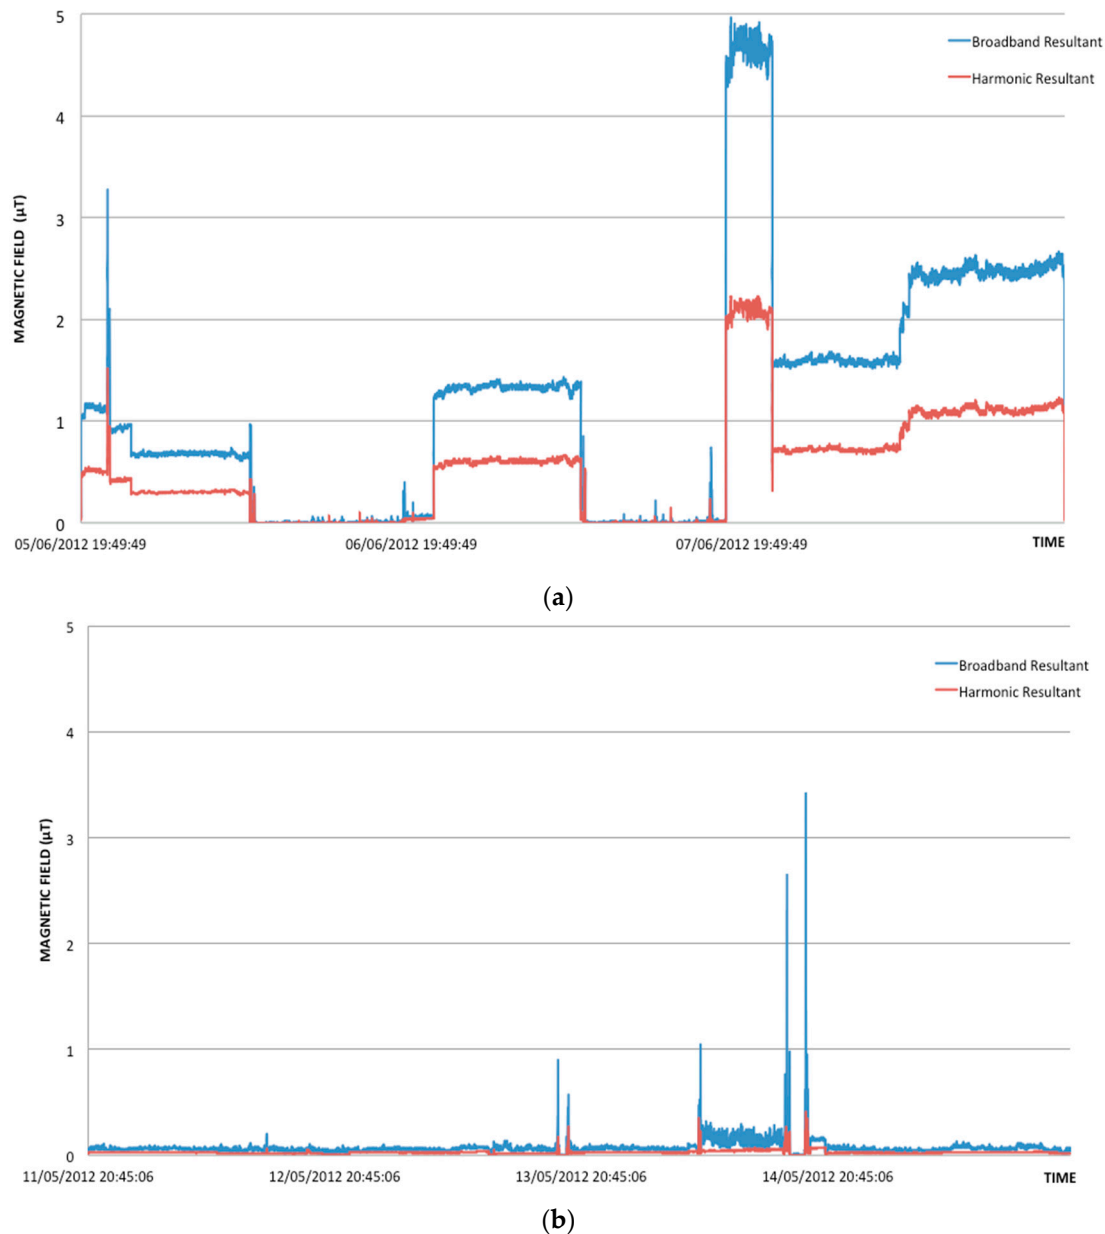 5
Broadband Resultant
Harmonic Resultant
4
3
MAGNETIC FIELD (µT)
2
1
0
05/06/2012 19:49:49 06/06/2012 19:49:49 07/06/2012 19:49:49 TIME
(a)
5
Broadband Resultant
Harmonic Resultant
4
3
MAGNETIC FIELD (µT)
2
1
0
11/05/2012 20:45:06 12/05/2012 20:45:06 13/05/2012 20:45:06 14/05/2012 20:45:06 TIME
(b)